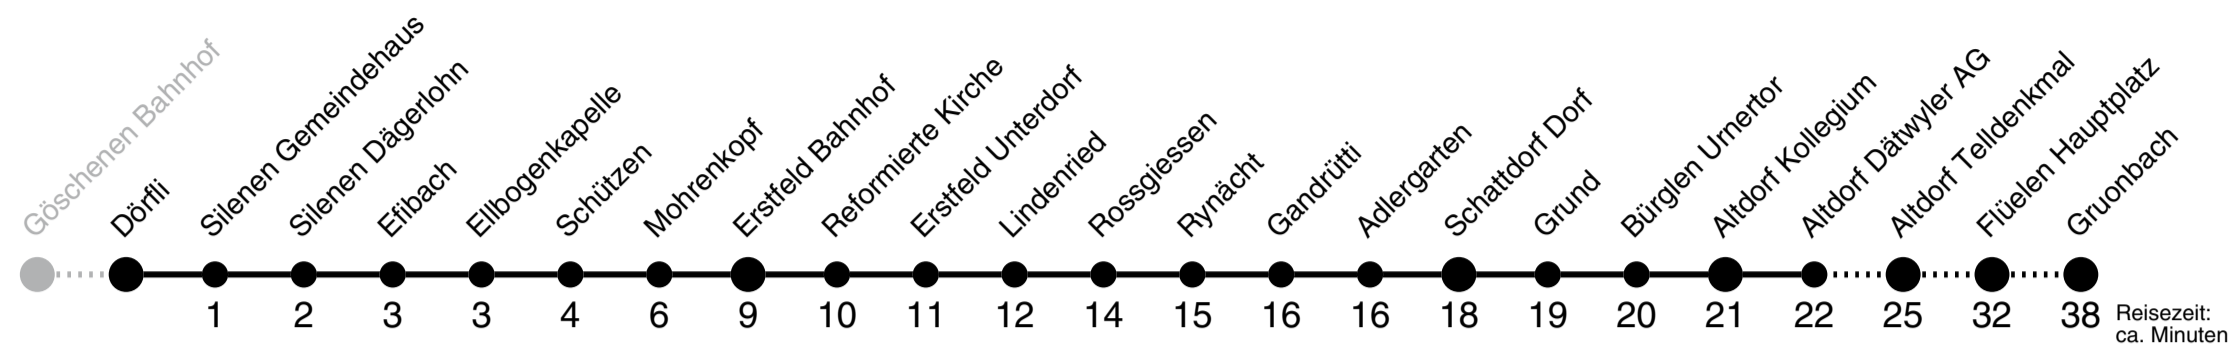 Göschenen Bahnhof
Dörfli
Silenen Gemeindehaus
Silenen Dägerlohn
Efibach
Ellbogenkapelle
Schützen
Mohrenkopf
Erstfeld Bahnhof
Reformierte Kirche
Erstfeld Unterdorf
Lindenried
Rossgiessen
Rynächt
Gandrütti
Adlergarten
Schattdorf Dorf
Grund
Bürglen Urnertor
Altdorf Kollegium
Altdorf Dätwyler AG
Altdorf Telldenkmal
Flüelen Hauptplatz
Gruonbach
1 2 3 3 4 6 9 10 11 12 14 15 16 16 18 19 20 21 22 25 32 38
Reisezeit:
ca. Minuten